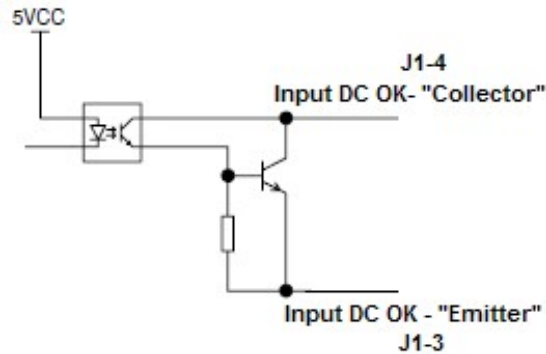 5VCC
J1-4
Input DC OK- "Collector"
Input DC OK - "Emitter"
J1-3